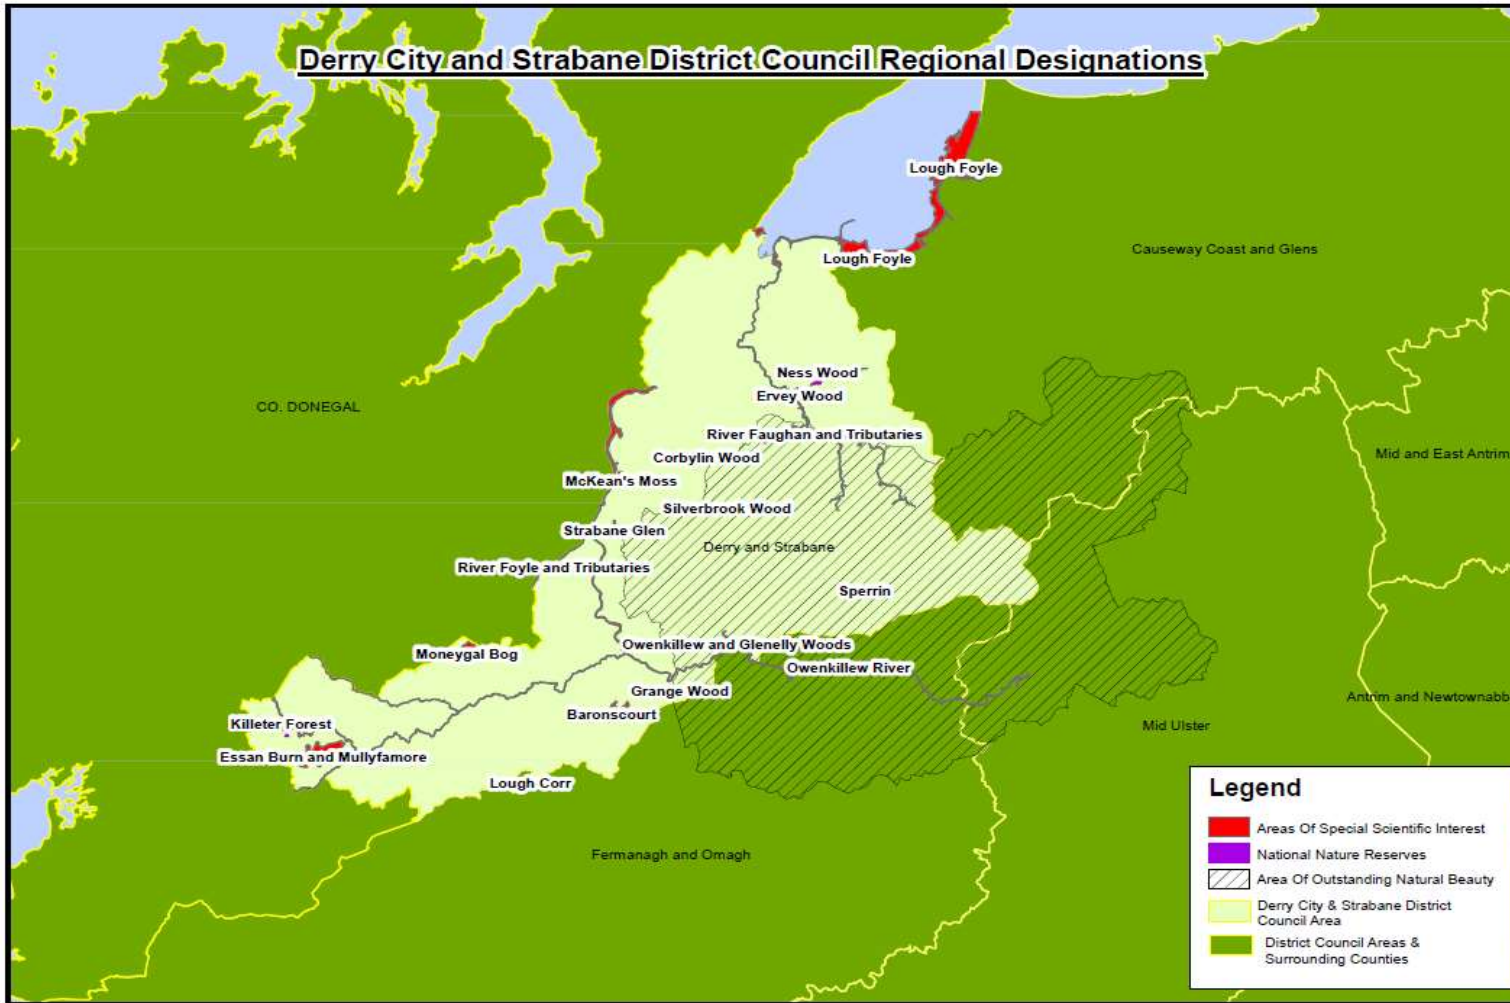 Derry City and Strabane District Council Regional Designations
Lough Foyle
Causeway Coast and Glens
Lough Foyle
Ness Wood
Ervey Wood
CO. DONEGAL
River Faughan and Tributaries
Mid and East Antrim
Corbylin Wood
McKean's Moss
Silverbrook Wood
Strabane Glen
Derry and Strabane
River Foyle and Tributaries
Sperrin
Owenkillew and Glenelly Woods
Moneygal Bog
Owenkillew River
Grange Wood
Antrim and Newtownabb
Baronscourt
Killeter Forest
Mid Ulster
Essan Burn and Mullyfamore
Lough Corr
Fermanagh and Omagh
Legend
Areas Of Special Scientific Interest
National Nature Reserves
Area Of Outstanding Natural Beauty
Derry City & Strabane District
Council Area
District Council Areas &
Surrounding Counties